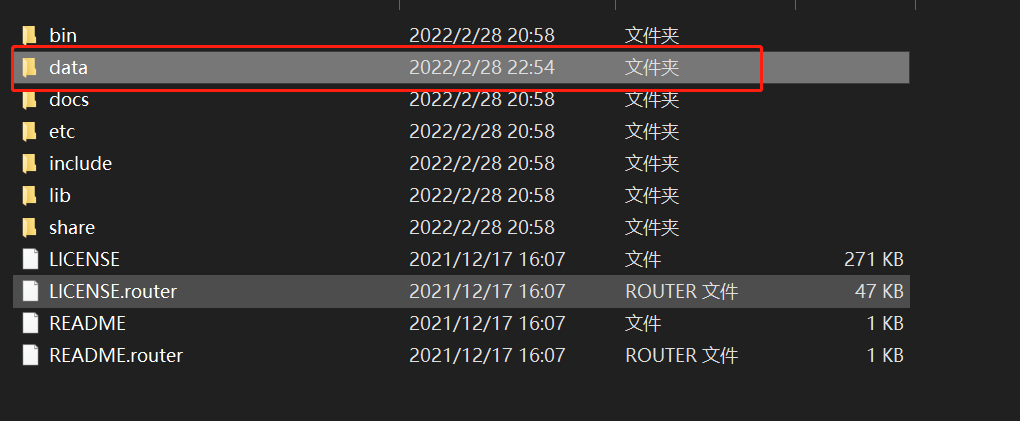 bin 2022/2/28 20:58 文件夹
data 2022/2/28 22:54 文件夹
docs 2022/2/28 20:58 文件夹
etc 2022/2/28 20:58 文件夹
include 2022/2/28 20:58 文件夹
lib 2022/2/28 20:58 文件夹
share 2022/2/28 20:58 文件夹
LICENSE 2021/12/17 16:07 文件 271 KB
LICENSE.router 2021/12/17 16:07 ROUTER 文件 47 KB
README 2021/12/17 16:07 文件 1 KB
README.router 2021/12/17 16:07 ROUTER 文件 1 KB